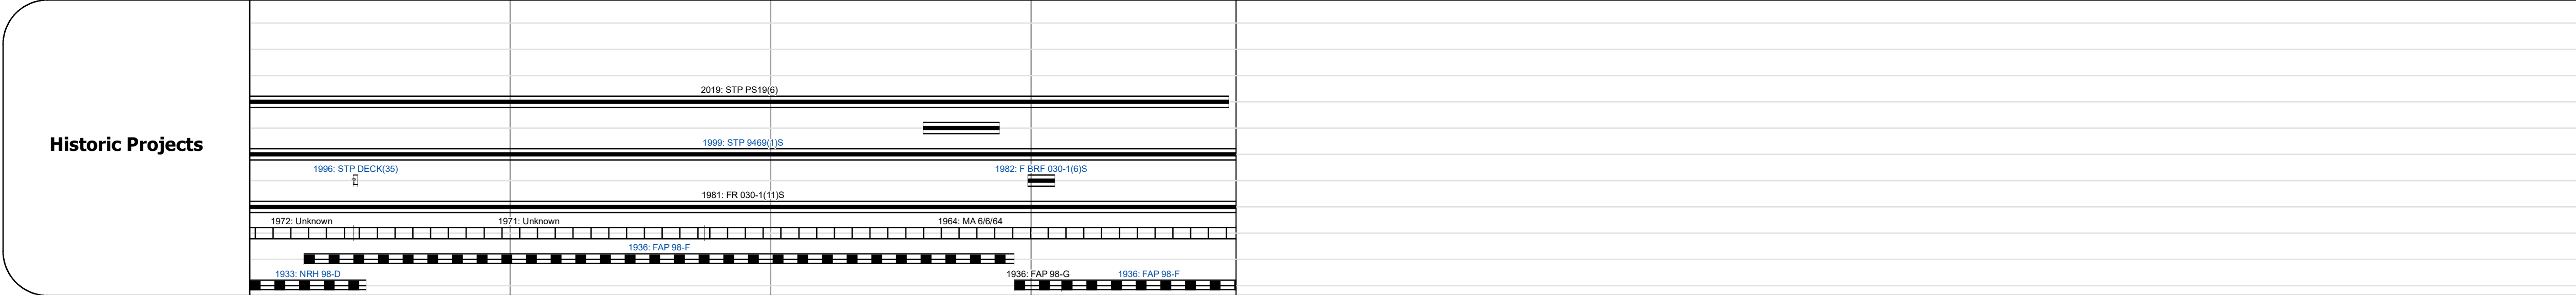 2019: STP PS19(6)
1999: STP 9469(1)S
Historic Projects
1996: STP DECK(35)
1982: F BRF 030-1(6)S
1981: FR 030-1(11)S
1972: Unknown
1971: Unknown
1964: MA 6/6/64
1936: FAP 98-F
1933: NRH 98-D
1936: FAP 98-G
1936: FAP 98-F